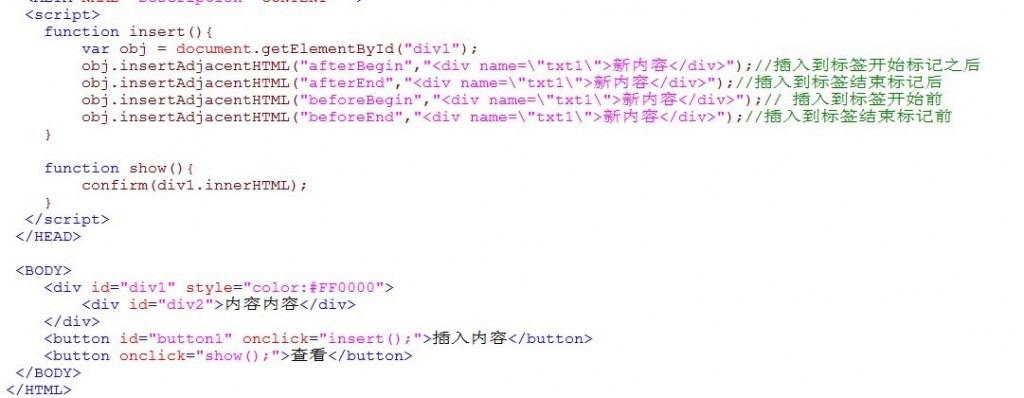 <META NAME="Description" CONTENT="">
<script>
function insert(){
var obj = document.getElementById("div1");
obj.insertAdjacentHTML("afterBegin","<div name=\"txt1\">新内容</div>");//插入到标签开始标记之后
obj.insertAdjacentHTML("afterEnd","<div name=\"txt1\">新内容</div>");//插入到标签结束标记后
obj.insertAdjacentHTML("beforeBegin","<div name=\"txt1\">新内容</div>");// 插入到标签开始前
obj.insertAdjacentHTML("beforeEnd","<div name=\"txt1\">新内容</div>");//插入到标签结束标记前
}
function show(){
confirm(div1.innerHTML);
}
</script>
</HEAD>
<BODY>
<div id="div1" style="color:#FF0000">
<div id="div2">内容内容</div>
</div>
<button id="button1" onclick="insert();">插入内容</button>
<button onclick="show();">查看</button>
</BODY>
</HTML>